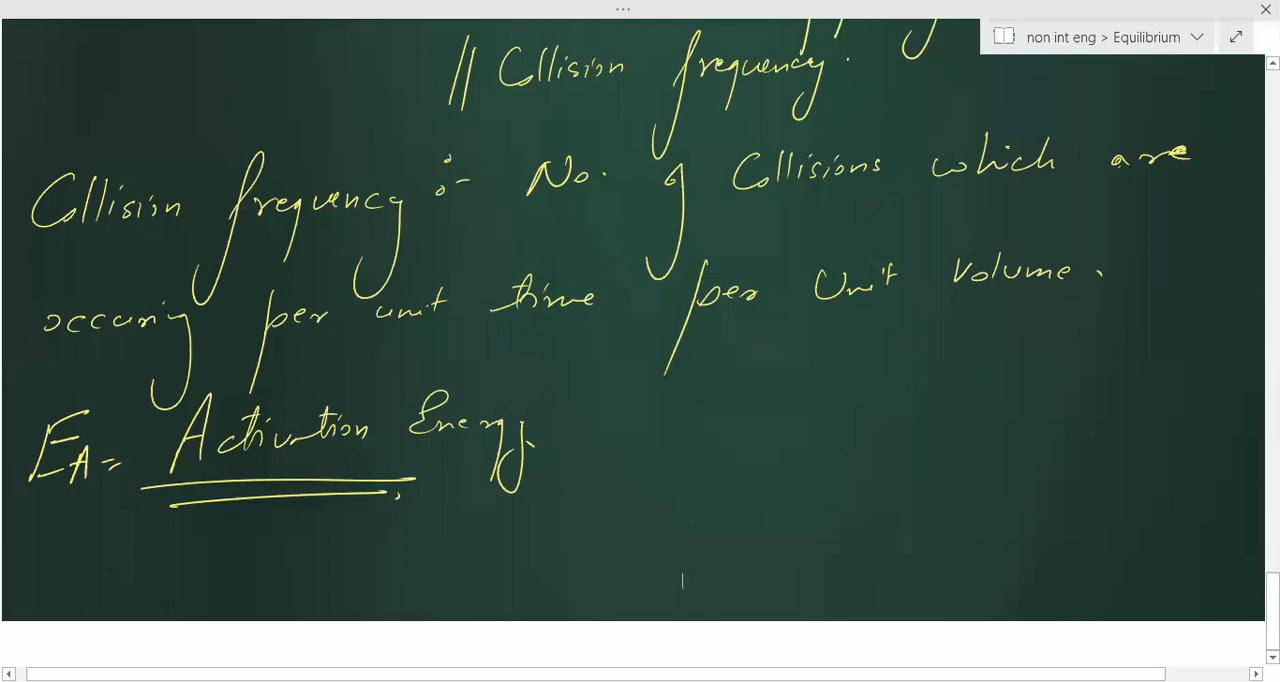 non int eng > Equilibrium
// Collision frequency.
Collision frequency :- No. of Collisions which are
occuring per unit time per Unit Volume.
EA = Activation Energy